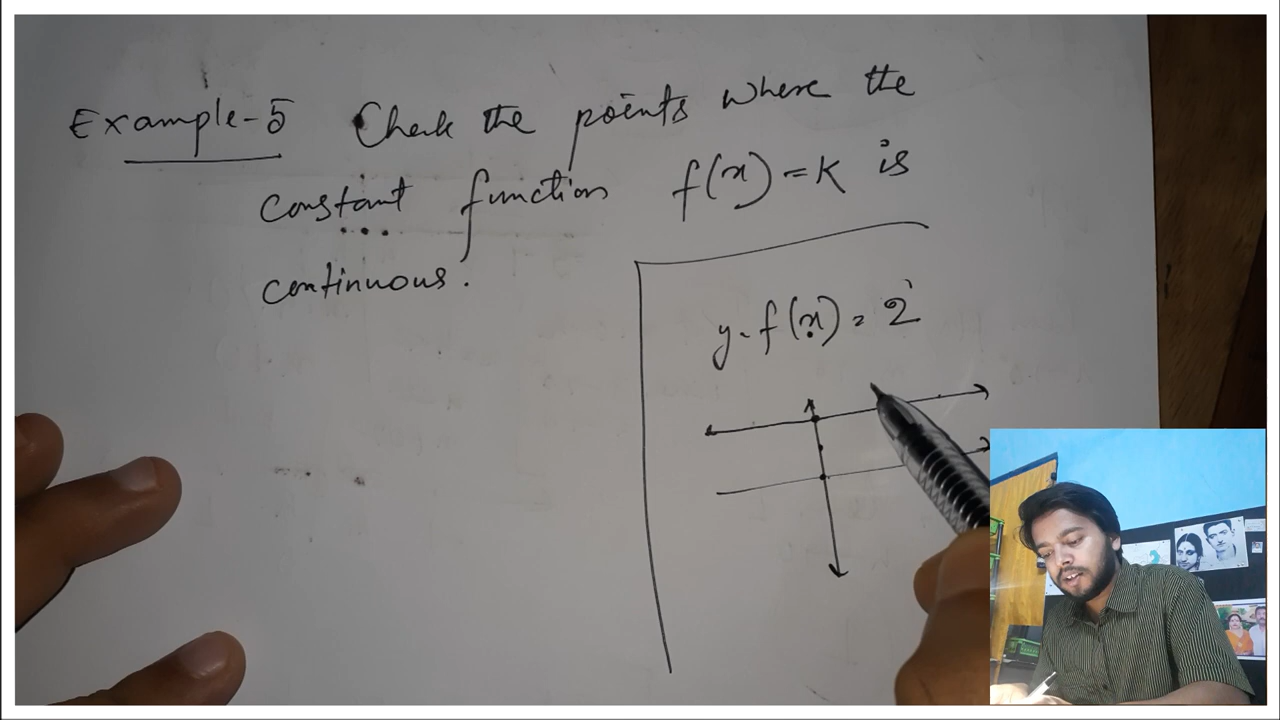 Example-5 Check the points where the
constant function f(x) = K is
continuous.
y = f(x) = 2